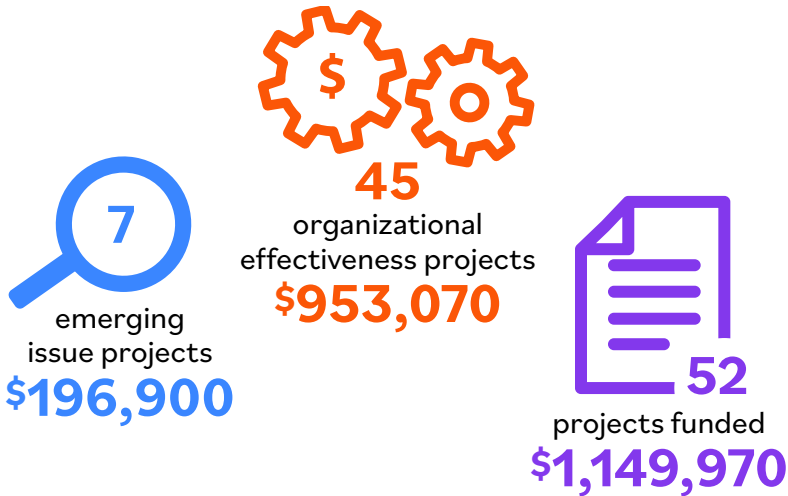 $
45
organizational
effectiveness projects
$953,070
7
emerging
issue projects
$196,900
52
projects funded
$1,149,970